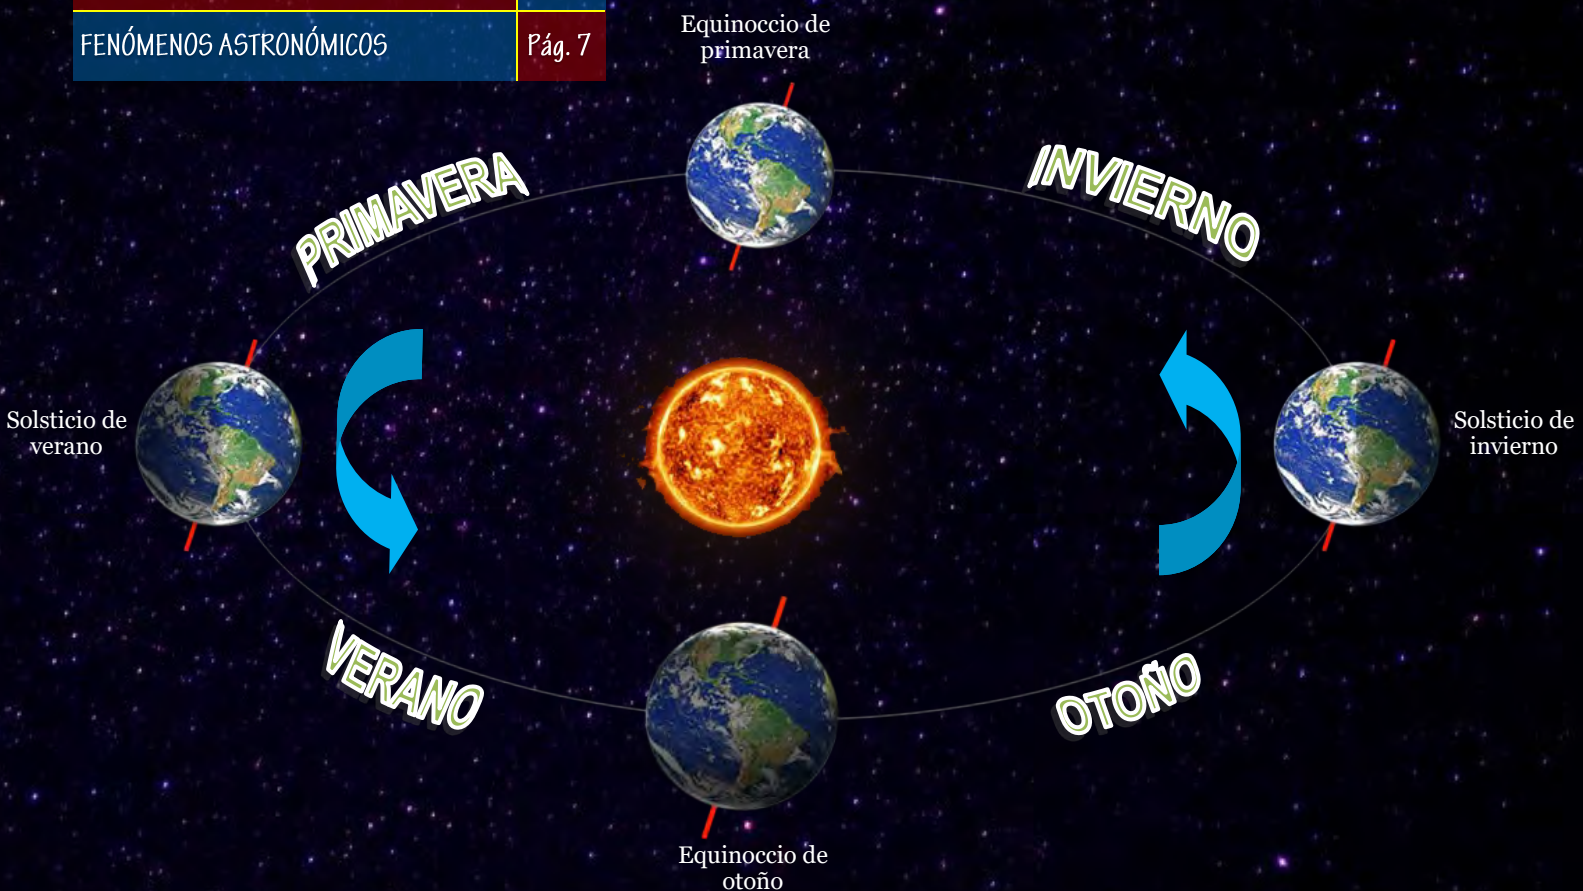 FENÓMENOS ASTRONÓMICOS Pág. 7
Equinoccio de
primavera
PRIMAVERA
INVIERNO
Solsticio de
verano
Solsticio de
invierno
VERANO
OTOÑO
Equinoccio de
otoño